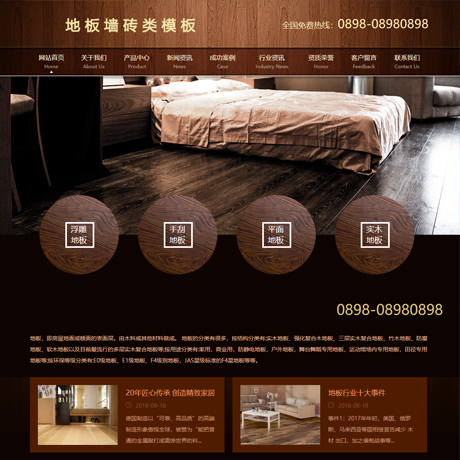 地板墙砖类模板
全国免费热线：0898-08980898
网站首页 关于我们 产品中心 新闻资讯 成功案例 行业资讯 资质荣誉 客户留言 联系我们
Home About Us Product News Case Industry News Honor Feedback Contact Us
浮雕 手刮 平面 实木
地板 地板 地板 地板
0898-08980898
地板，即房屋地面或楼面的表面层。由木料或其他材料做成。地板的分类有很多，按结构分类有:实木地板、强化复合木地板、三层实木复合地板、竹木地板、防腐
地板、软木地板以及目前最流行的多层实木复合地板等;按用途分类有:家用、商业用、防静电地板、户外地板、舞台舞蹈专用地板、运动馆场内专用地板、田径专用
地板等;按环保等级分类有:E0级地板、E1级地板、F4级别地板、JAS星级标准的F4星地板等等。
20年匠心传承 创造精致家居
2018-06-18
德国制造以“可靠、高品质”的高端
制造形象傲视全球，被赞为“能把普
通的金属敲打成震惊世界的科...
地板行业十大事件
2018-06-18
事件1：2017年年初，美国、俄罗
斯、马来西亚等国相继宣告减少 木
材 出口，加之俄眺战事等...